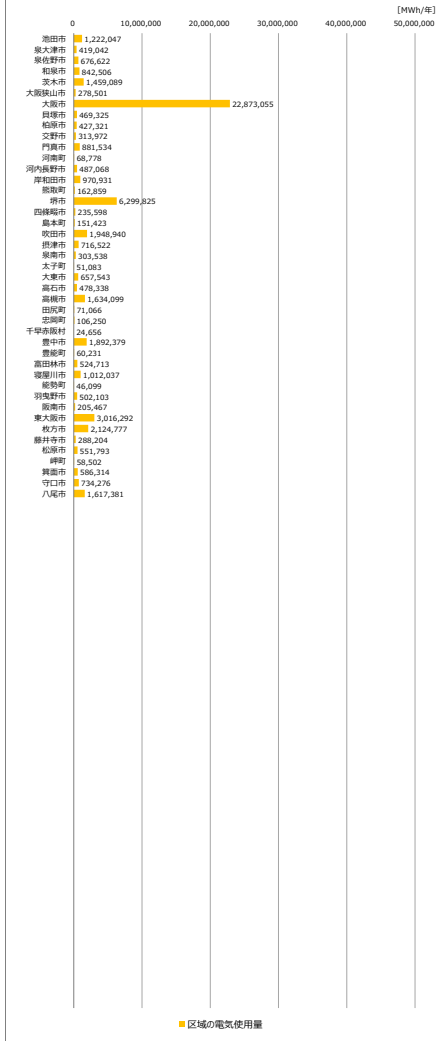 [MWh/年]
0 10,000,000 20,000,000 30,000,000 40,000,000 50,000,000
池田市 1,222,047
泉大津市 419,042
泉佐野市 676,622
和泉市 842,506
茨木市 1,459,089
大阪狭山市 278,501
大阪市 22,873,055
貝塚市 469,325
柏原市 427,321
交野市 313,972
門真市 881,534
河南町 68,778
河内長野市 487,068
岸和田市 970,931
熊取町 162,859
堺市 6,299,825
四條畷市 235,598
島本町 151,423
吹田市 1,948,940
摂津市 716,522
泉南市 303,538
太子町 51,083
大東市 657,543
高石市 478,338
高槻市 1,634,099
田尻町 71,066
忠岡町 106,250
千早赤阪村 24,656
豊中市 1,892,379
豊能町 60,231
富田林市 524,713
寝屋川市 1,012,037
能勢町 46,099
羽曳野市 502,103
阪南市 205,467
東大阪市 3,016,292
枚方市 2,124,777
藤井寺市 288,204
松原市 551,793
岬町 58,502
箕面市 586,314
守口市 734,276
八尾市 1,617,381
区域の電気使用量